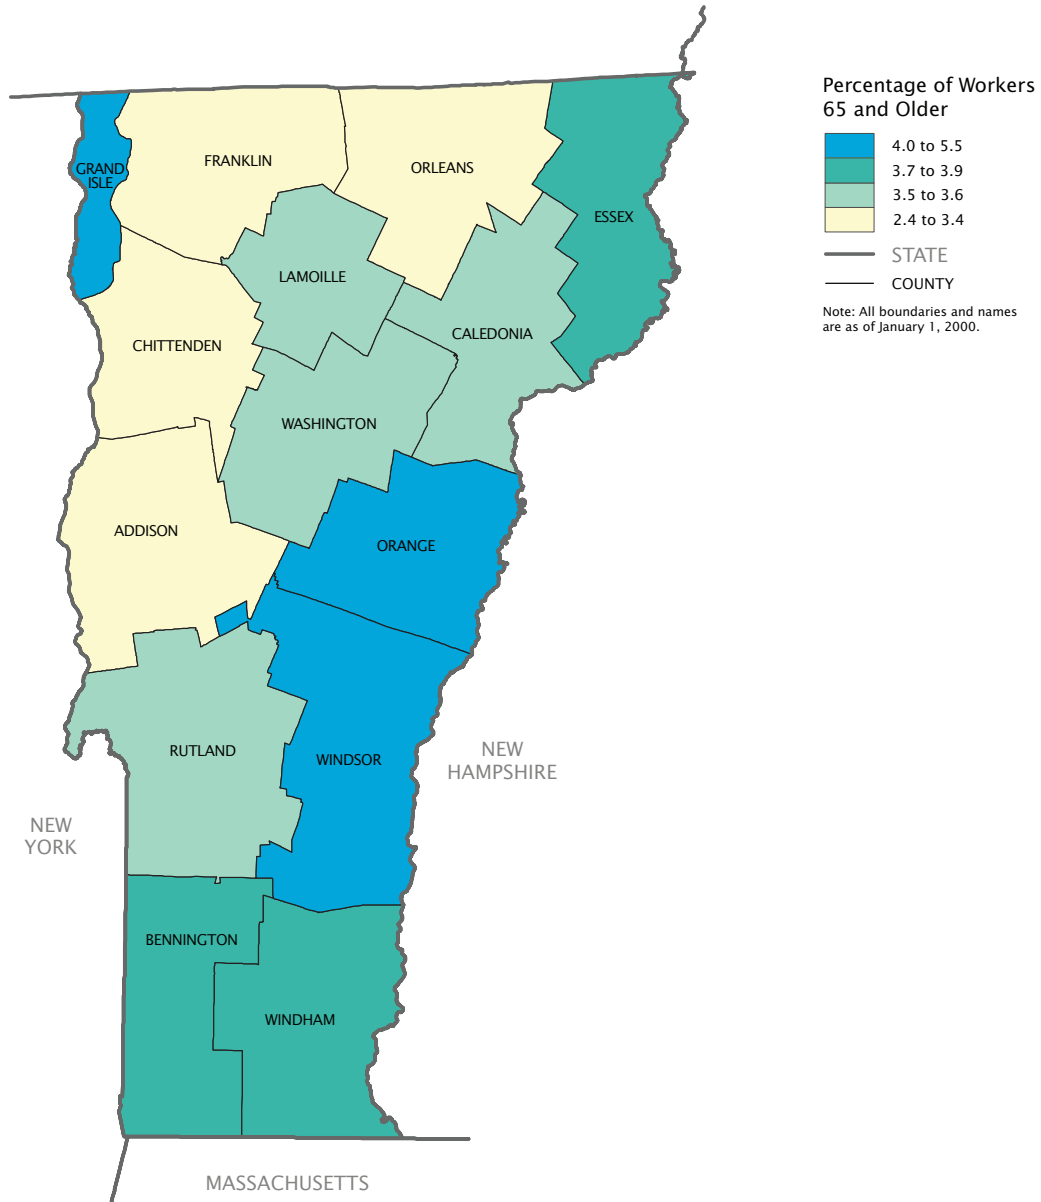 Percentage of Workers
65 and Older
4.0 to 5.5
3.7 to 3.9
3.5 to 3.6
2.4 to 3.4
STATE
COUNTY
Note: All boundaries and names
are as of January 1, 2000.
GRAND
ISLE
FRANKLIN
ORLEANS
ESSEX
LAMOILLE
CALEDONIA
CHITTENDEN
WASHINGTON
ADDISON
ORANGE
RUTLAND
WINDSOR
NEW
HAMPSHIRE
NEW
YORK
BENNINGTON
WINDHAM
MASSACHUSETTS